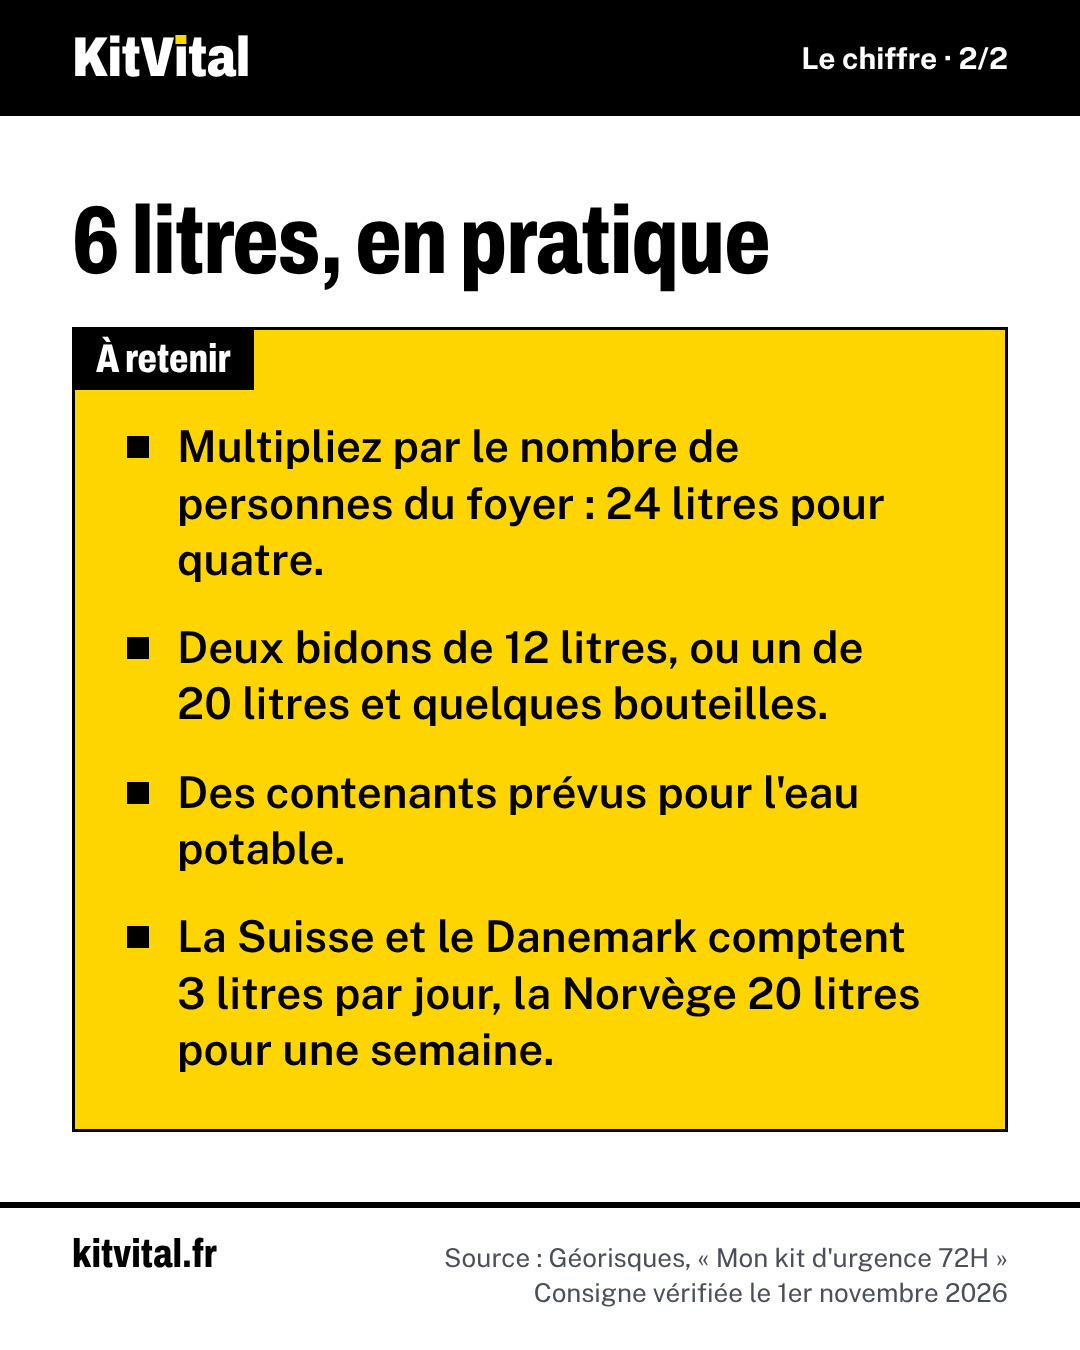 KitVital
Le chiffre · 2/2
6 litres, en pratique
À retenir
Multipliez par le nombre de
personnes du foyer : 24 litres pour
quatre.
Deux bidons de 12 litres, ou un de
20 litres et quelques bouteilles.
Des contenants prévus pour l'eau
potable.
La Suisse et le Danemark comptent
3 litres par jour, la Norvège 20 litres
pour une semaine.
kitvital.fr
Source : Géorisques, « Mon kit d'urgence 72H »
Consigne vérifiée le 1er novembre 2026